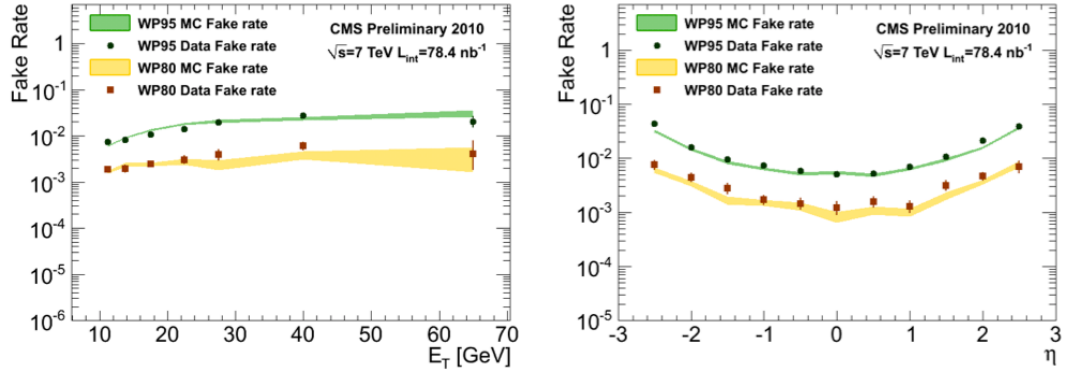 WP95 MC Fake rate
WP95 Data Fake rate
WP80 MC Fake rate
WP80 Data Fake rate
CMS Preliminary 2010
√s=7 TeV L_int=78.4 nb⁻¹
Fake Rate
1
10⁻¹
10⁻²
10⁻³
10⁻⁴
10⁻⁵
10⁻⁶
10 20 30 40 50 60 70
E_T [GeV]
WP95 MC Fake rate
WP95 Data Fake rate
WP80 MC Fake rate
WP80 Data Fake rate
CMS Preliminary 2010
√s=7 TeV L_int=78.4 nb⁻¹
Fake Rate
1
10⁻¹
10⁻²
10⁻³
10⁻⁴
10⁻⁵
-3 -2 -1 0 1 2 3
η